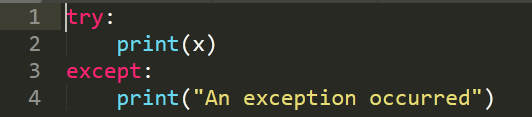 1 try:
2     print(x)
3 except:
4     print("An exception occurred")